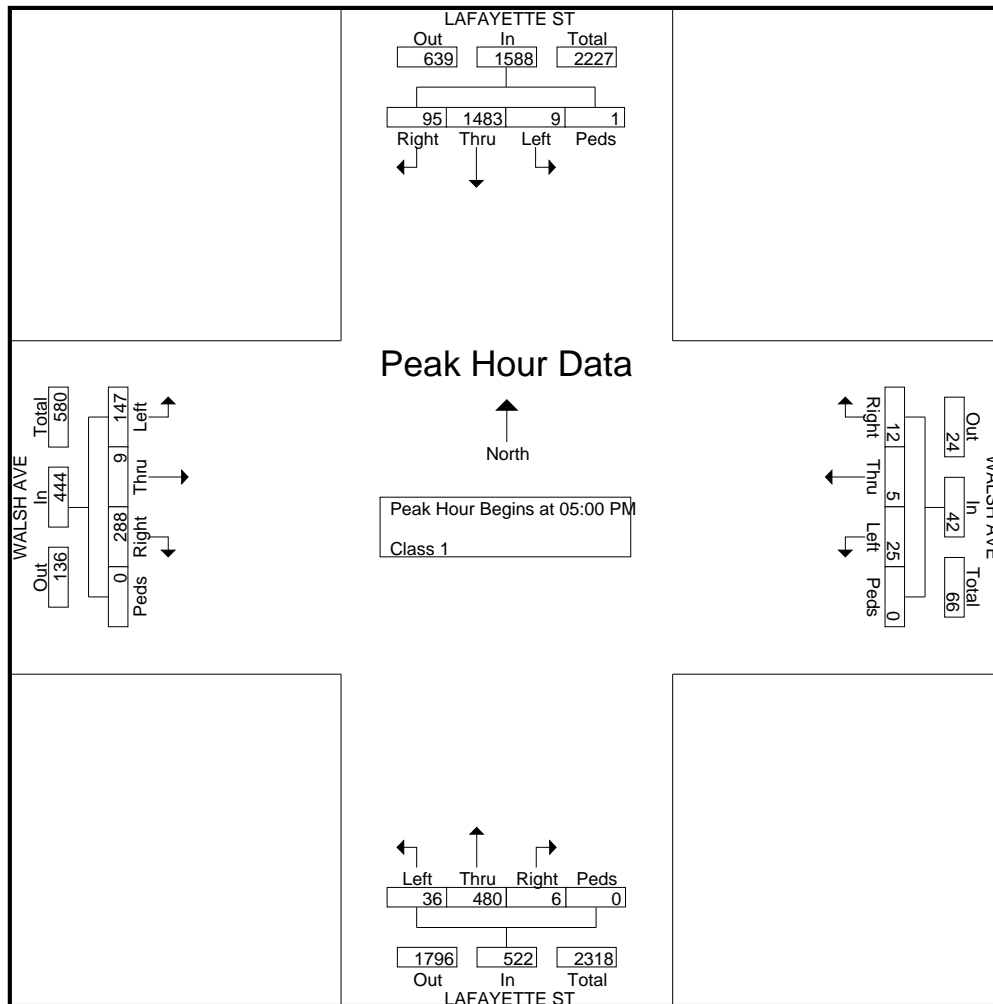 LAFAYETTE ST
Out In Total
639 1588 2227
95 1483 9 1
Right Thru Left Peds
Peak Hour Data
North
Peak Hour Begins at 05:00 PM
Class 1
WALSH AVE
Out In Total
136 444 580
Left Thru Right Peds
147 9 288 0
WALSH AVE
Out In Total
24 42 66
12 5 25 0
Right Thru Left Peds
Left Thru Right Peds
36 480 6 0
1796 522 2318
Out In Total
LAFAYETTE ST